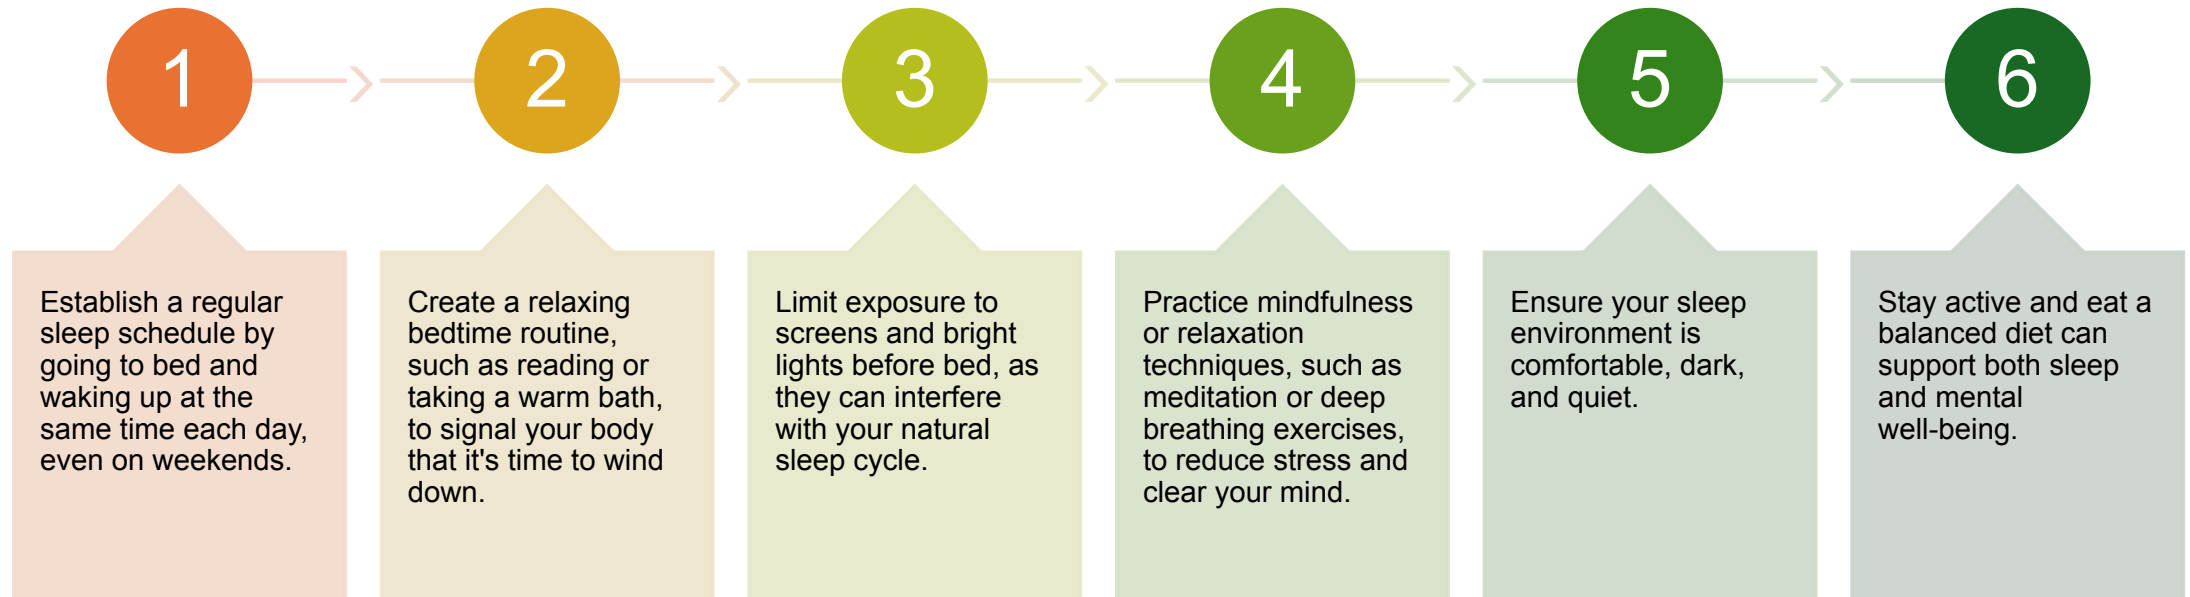 1
2
3
4
5
6
Establish a regular
sleep schedule by
going to bed and
waking up at the
same time each day,
even on weekends.
Create a relaxing
bedtime routine,
such as reading or
taking a warm bath,
to signal your body
that it's time to wind
down.
Limit exposure to
screens and bright
lights before bed, as
they can interfere
with your natural
sleep cycle.
Practice mindfulness
or relaxation
techniques, such as
meditation or deep
breathing exercises,
to reduce stress and
clear your mind.
Ensure your sleep
environment is
comfortable, dark,
and quiet.
Stay active and eat a
balanced diet can
support both sleep
and mental
well-being.